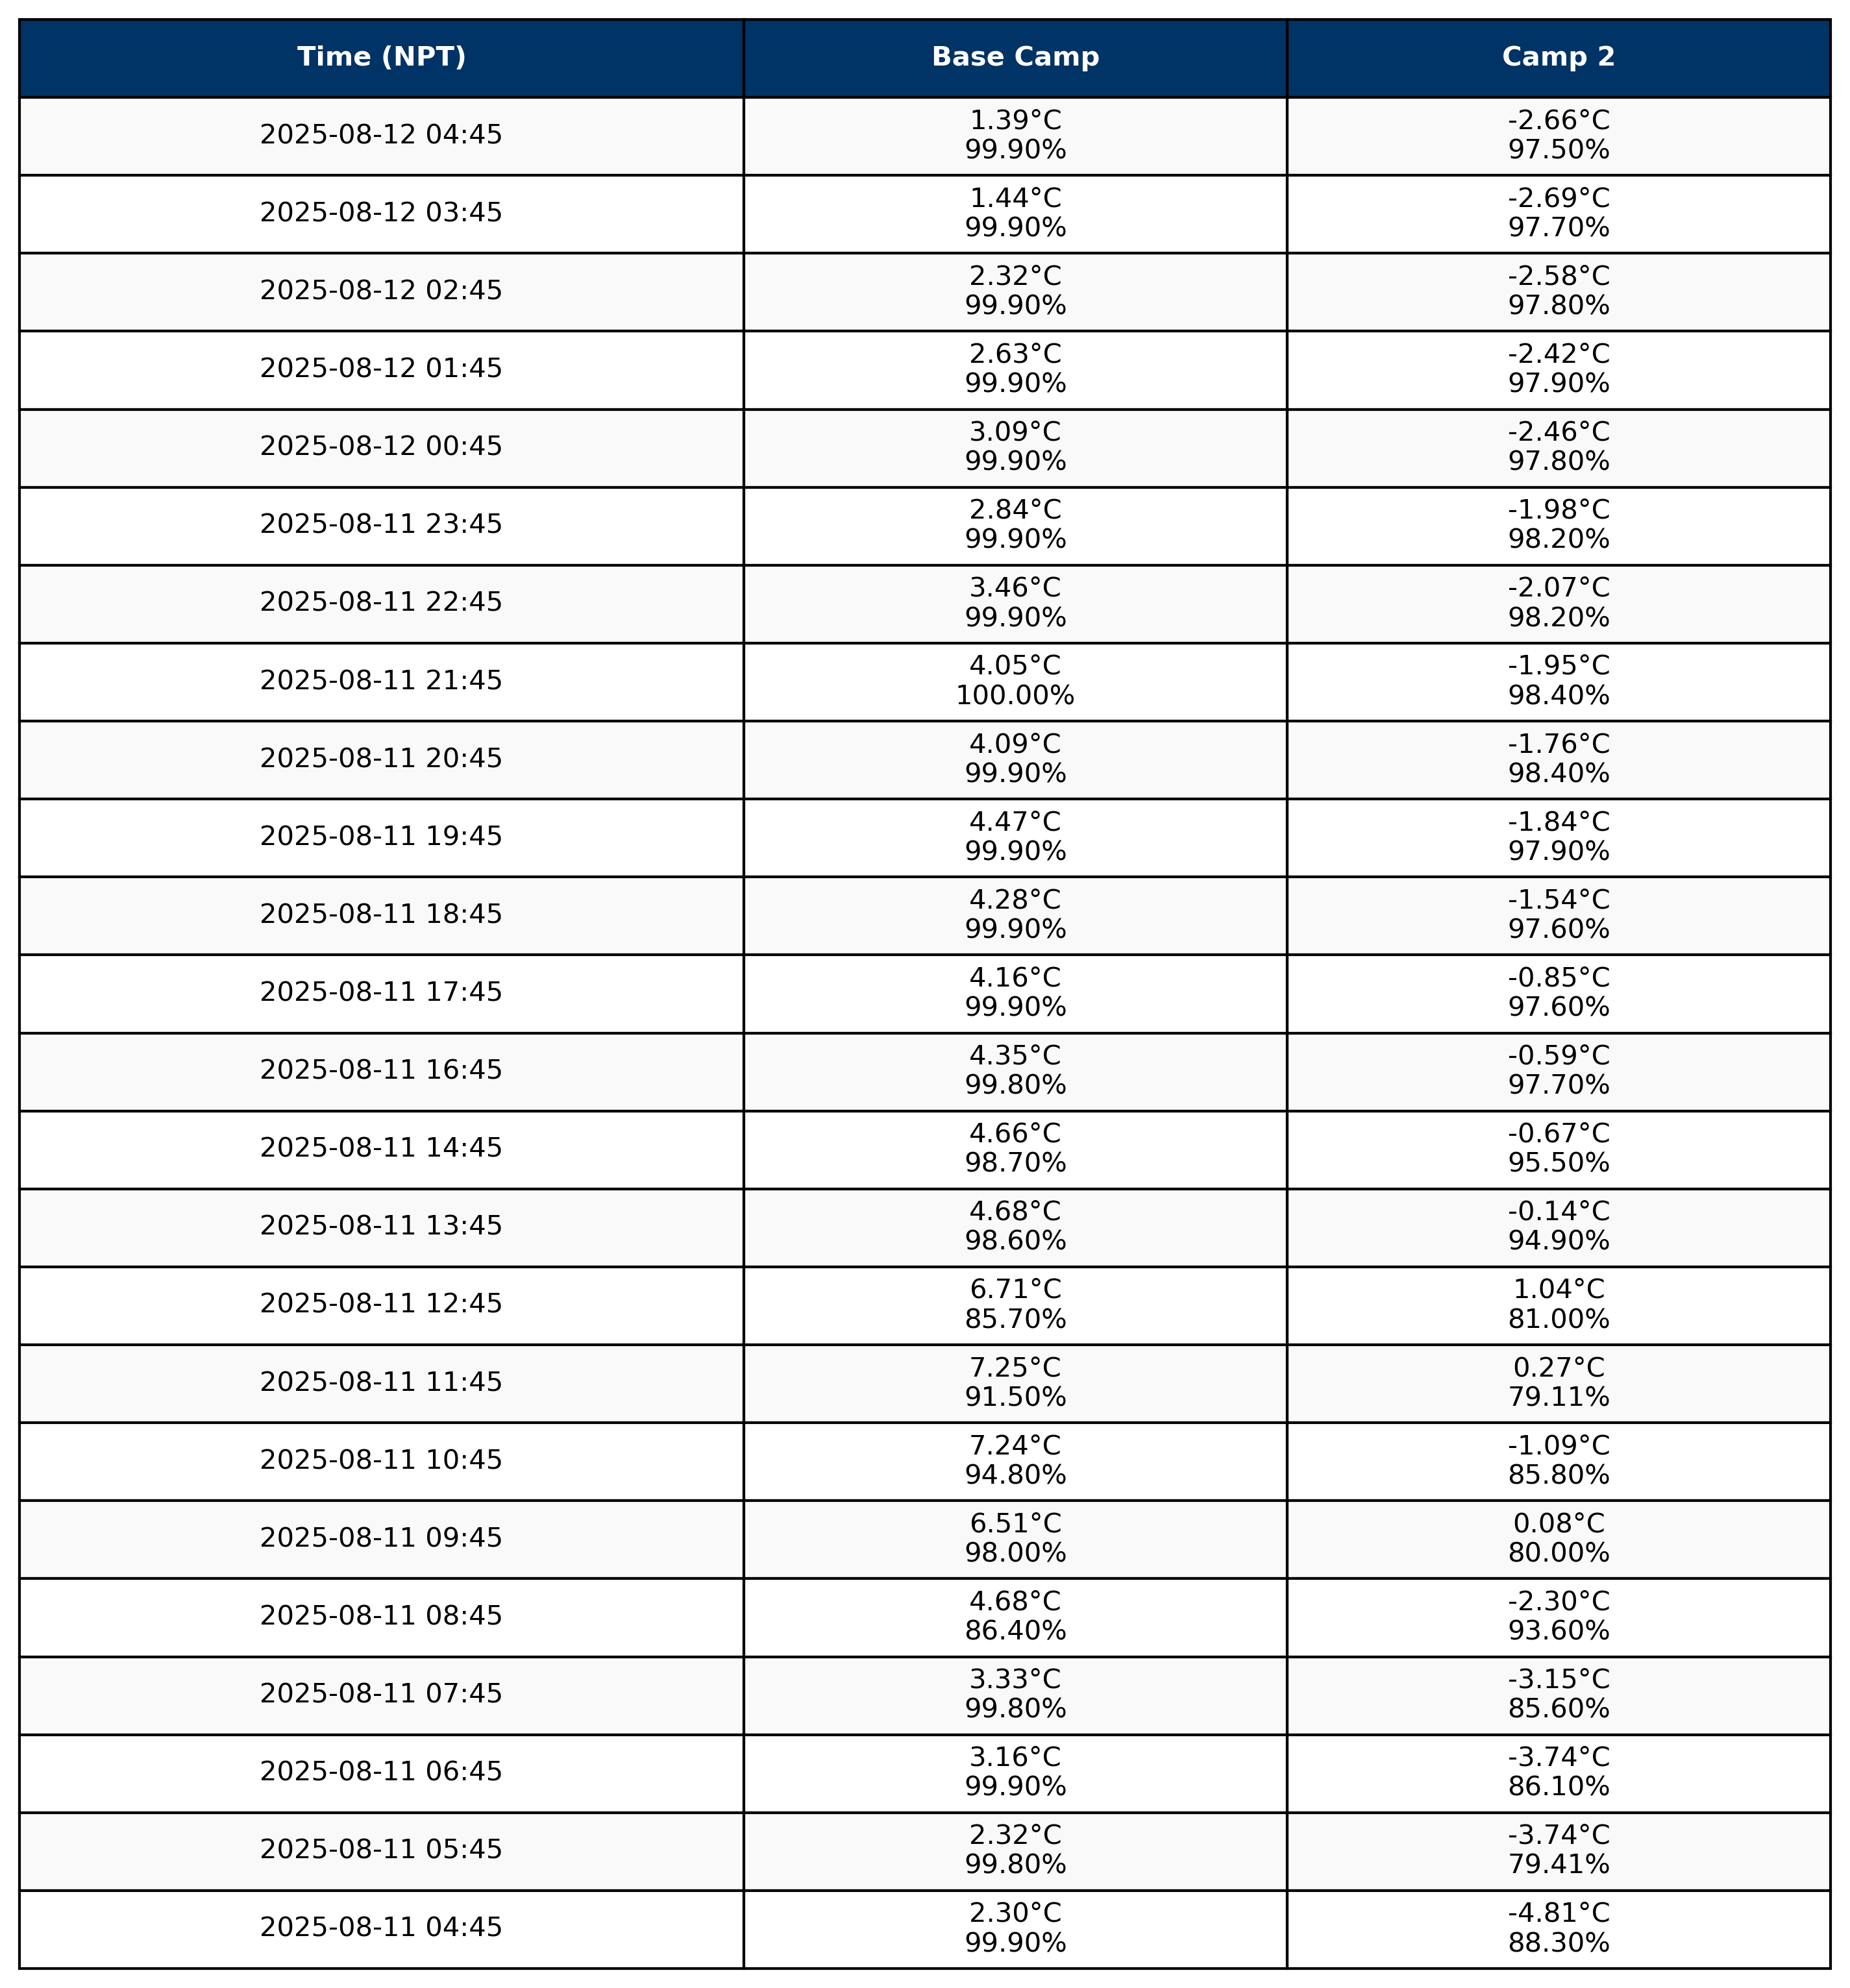 Time (NPT) Base Camp Camp 2
2025-08-12 04:45 1.39°C -2.66°C
99.90% 97.50%
2025-08-12 03:45 1.44°C -2.69°C
99.90% 97.70%
2025-08-12 02:45 2.32°C -2.58°C
99.90% 97.80%
2025-08-12 01:45 2.63°C -2.42°C
99.90% 97.90%
2025-08-12 00:45 3.09°C -2.46°C
99.90% 97.80%
2025-08-11 23:45 2.84°C -1.98°C
99.90% 98.20%
2025-08-11 22:45 3.46°C -2.07°C
99.90% 98.20%
2025-08-11 21:45 4.05°C -1.95°C
100.00% 98.40%
2025-08-11 20:45 4.09°C -1.76°C
99.90% 98.40%
2025-08-11 19:45 4.47°C -1.84°C
99.90% 97.90%
2025-08-11 18:45 4.28°C -1.54°C
99.90% 97.60%
2025-08-11 17:45 4.16°C -0.85°C
99.90% 97.60%
2025-08-11 16:45 4.35°C -0.59°C
99.80% 97.70%
2025-08-11 14:45 4.66°C -0.67°C
98.70% 95.50%
2025-08-11 13:45 4.68°C -0.14°C
98.60% 94.90%
2025-08-11 12:45 6.71°C 1.04°C
85.70% 81.00%
2025-08-11 11:45 7.25°C 0.27°C
91.50% 79.11%
2025-08-11 10:45 7.24°C -1.09°C
94.80% 85.80%
2025-08-11 09:45 6.51°C 0.08°C
98.00% 80.00%
2025-08-11 08:45 4.68°C -2.30°C
86.40% 93.60%
2025-08-11 07:45 3.33°C -3.15°C
99.80% 85.60%
2025-08-11 06:45 3.16°C -3.74°C
99.90% 86.10%
2025-08-11 05:45 2.32°C -3.74°C
99.80% 79.41%
2025-08-11 04:45 2.30°C -4.81°C
99.90% 88.30%